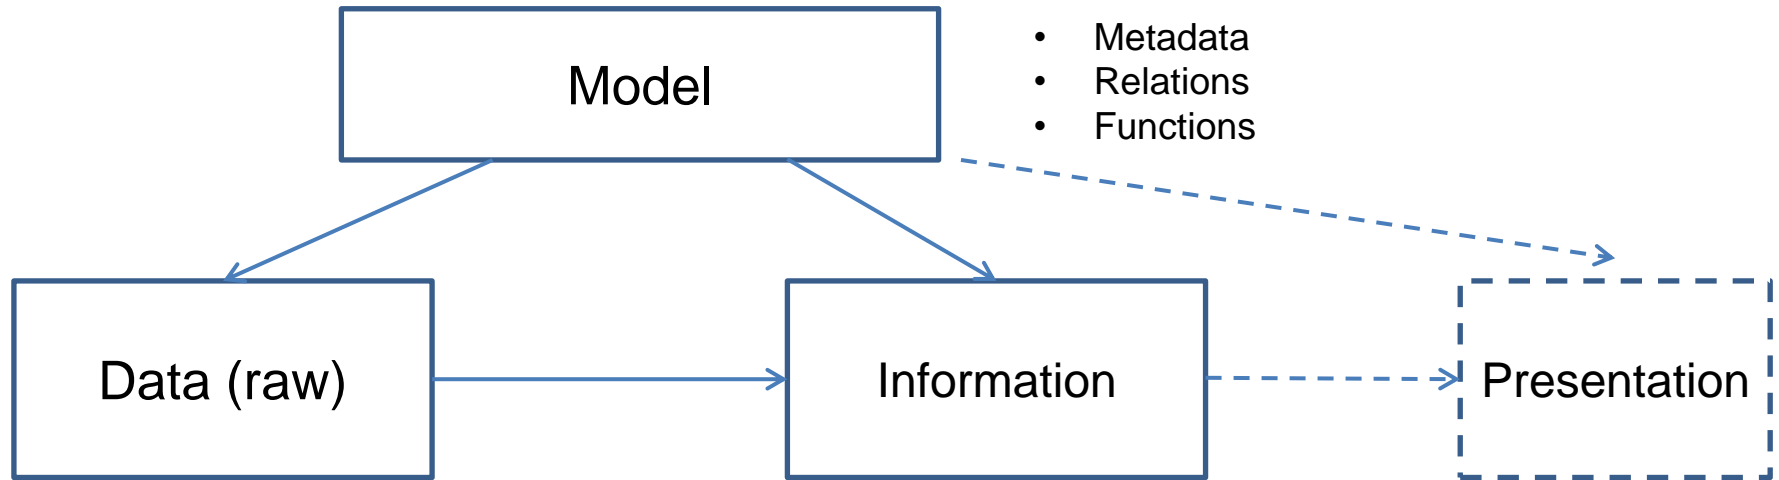 Model
• Metadata
• Relations
• Functions
Data (raw)
Information
Presentation